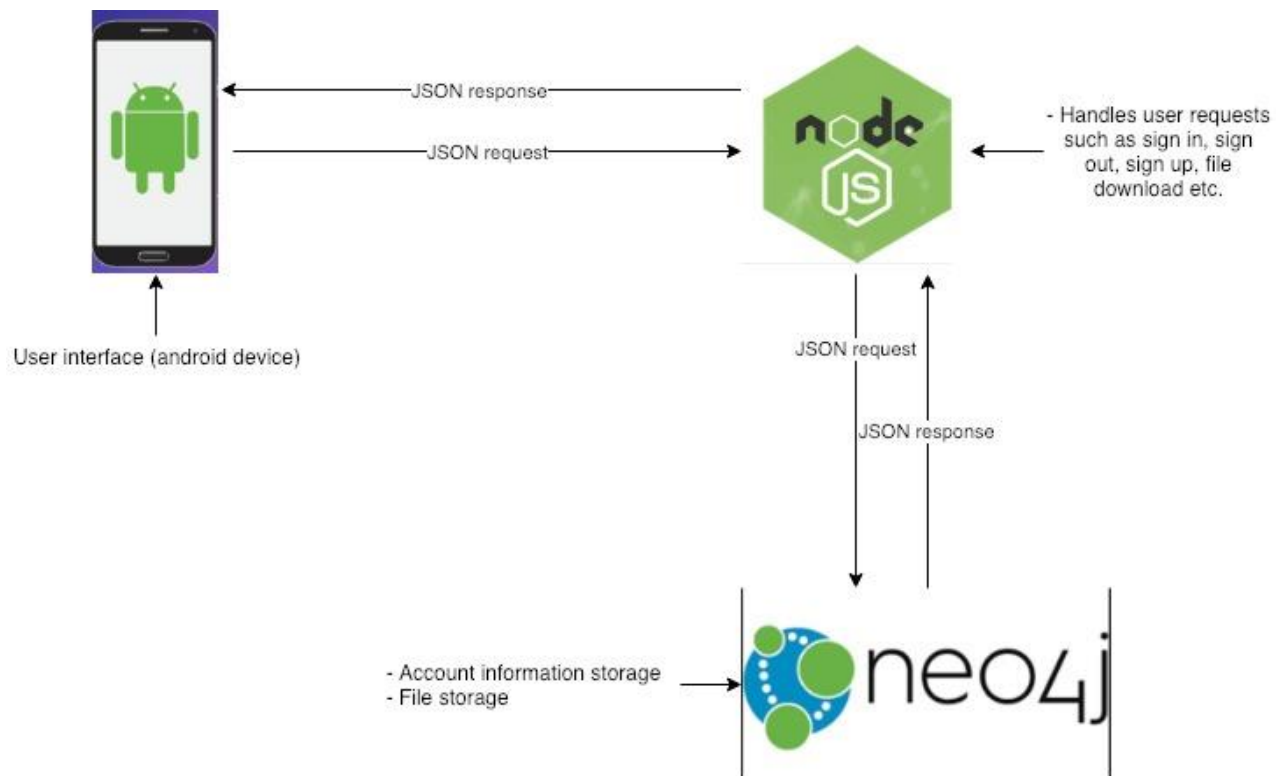 JSON response
JSON request
node
JS
- Handles user requests
such as sign in, sign
out, sign up, file
download etc.
User interface (android device)
JSON request
JSON response
- Account information storage
- File storage
neo4j